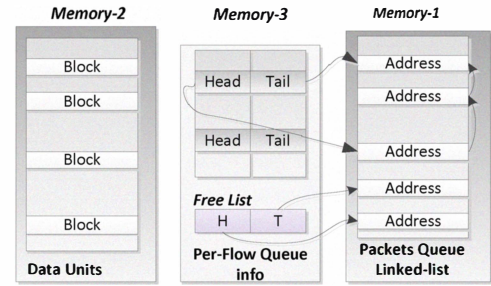 Memory-2
Memory-3
Memory-1
Block
Block
Block
Block
Data Units
Head Tail
Head Tail
Free List
H T
Per-Flow Queue
info
Address
Address
Address
Address
Address
Packets Queue
Linked-list